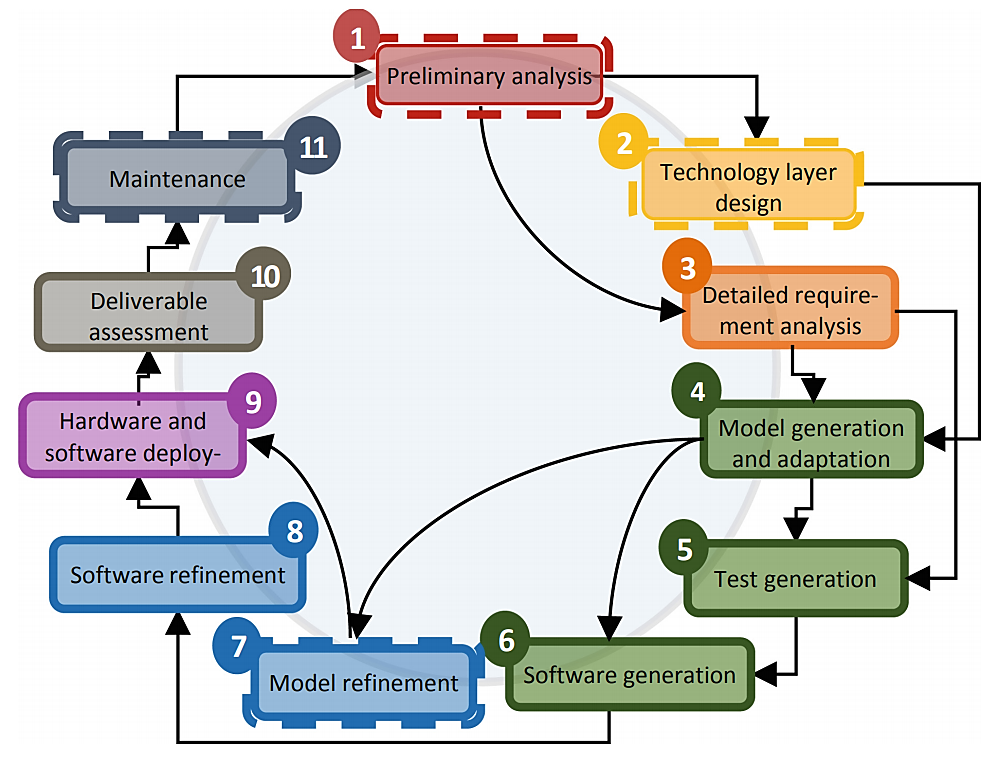 1
Preliminary analysis
2
Technology layer
design
3
Detailed require-
ment analysis
4
Model generation
and adaptation
5
Test generation
6
Software generation
7
Model refinement
8
Software refinement
9
Hardware and
software deploy-
10
Deliverable
assessment
11
Maintenance